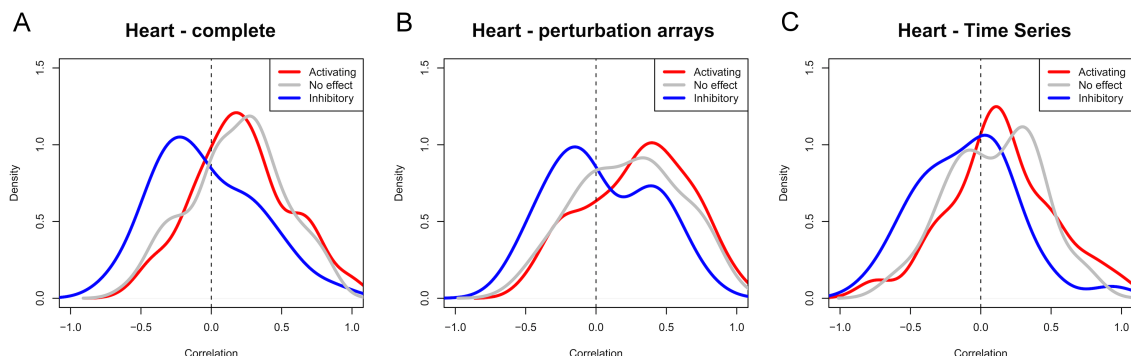 A
Heart - complete
Density
0.0
0.5
1.0
1.5
−1.0
−0.5
0.0
0.5
1.0
Correlation
Activating
No effect
Inhibitory
B
Heart - perturbation arrays
Density
0.0
0.5
1.0
1.5
−1.0
−0.5
0.0
0.5
1.0
Correlation
Activating
No effect
Inhibitory
C
Heart - Time Series
Density
0.0
0.5
1.0
1.5
−1.0
−0.5
0.0
0.5
1.0
Correlation
Activating
No effect
Inhibitory